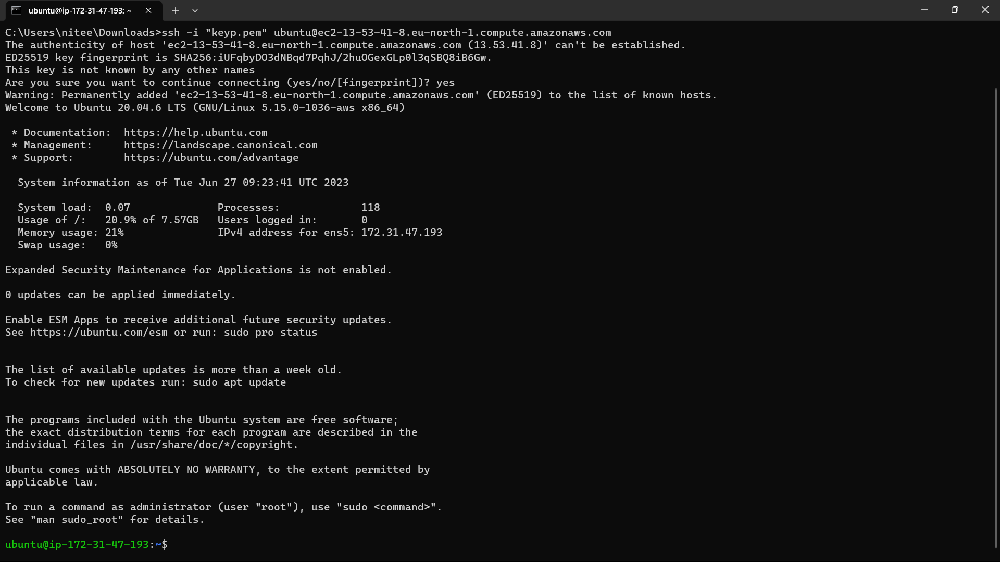 ubuntu@ip-172-31-47-193: ~
C:\Users\nitee\Downloads>ssh -i "keyp.pem" ubuntu@ec2-13-53-41-8.eu-north-1.compute.amazonaws.com
The authenticity of host 'ec2-13-53-41-8.eu-north-1.compute.amazonaws.com (13.53.41.8)' can't be established.
ED25519 key fingerprint is SHA256:iUFqbyDO3dNBqd7PqhJ/2huOGexGLp0l3qSBQ8iB6Gw.
This key is not known by any other names
Are you sure you want to continue connecting (yes/no/[fingerprint])? yes
Warning: Permanently added 'ec2-13-53-41-8.eu-north-1.compute.amazonaws.com' (ED25519) to the list of known hosts.
Welcome to Ubuntu 20.04.6 LTS (GNU/Linux 5.15.0-1036-aws x86_64)
* Documentation:  https://help.ubuntu.com
* Management:     https://landscape.canonical.com
* Support:        https://ubuntu.com/advantage
System information as of Tue Jun 27 09:23:41 UTC 2023
System load:  0.07              Processes:             118
Usage of /:   20.9% of 7.57GB   Users logged in:       0
Memory usage: 21%               IPv4 address for ens5: 172.31.47.193
Swap usage:   0%
Expanded Security Maintenance for Applications is not enabled.
0 updates can be applied immediately.
Enable ESM Apps to receive additional future security updates.
See https://ubuntu.com/esm or run: sudo pro status
The list of available updates is more than a week old.
To check for new updates run: sudo apt update
The programs included with the Ubuntu system are free software;
the exact distribution terms for each program are described in the
individual files in /usr/share/doc/*/copyright.
Ubuntu comes with ABSOLUTELY NO WARRANTY, to the extent permitted by
applicable law.
To run a command as administrator (user "root"), use "sudo <command>".
See "man sudo_root" for details.
ubuntu@ip-172-31-47-193:~$